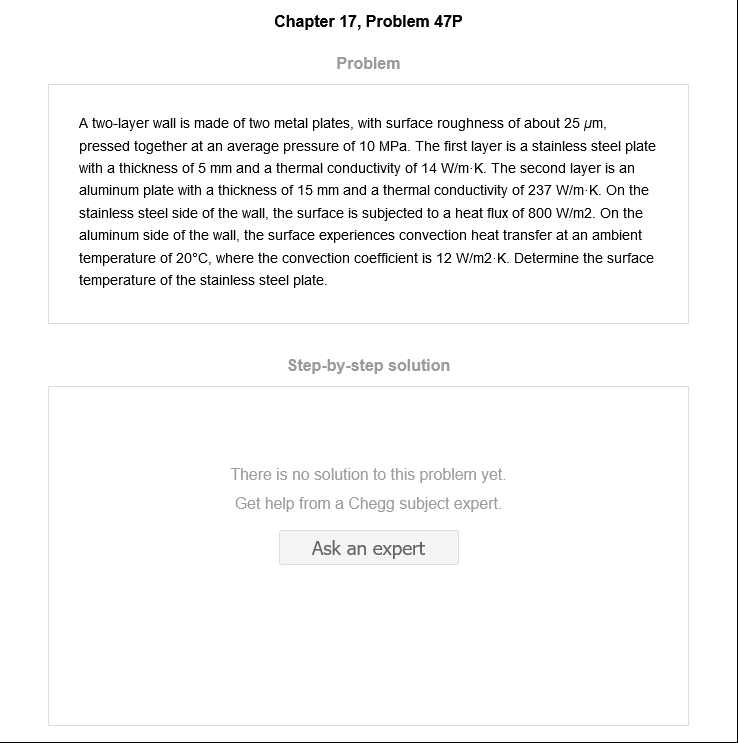 Chapter 17, Problem 47P
Problem
A two-layer wall is made of two metal plates, with surface roughness of about 25 μm,
pressed together at an average pressure of 10 MPa. The first layer is a stainless steel plate
with a thickness of 5 mm and a thermal conductivity of 14 W/m·K. The second layer is an
aluminum plate with a thickness of 15 mm and a thermal conductivity of 237 W/m·K. On the
stainless steel side of the wall, the surface is subjected to a heat flux of 800 W/m2. On the
aluminum side of the wall, the surface experiences convection heat transfer at an ambient
temperature of 20°C, where the convection coefficient is 12 W/m2·K. Determine the surface
temperature of the stainless steel plate.
Step-by-step solution
There is no solution to this problem yet.
Get help from a Chegg subject expert.
Ask an expert